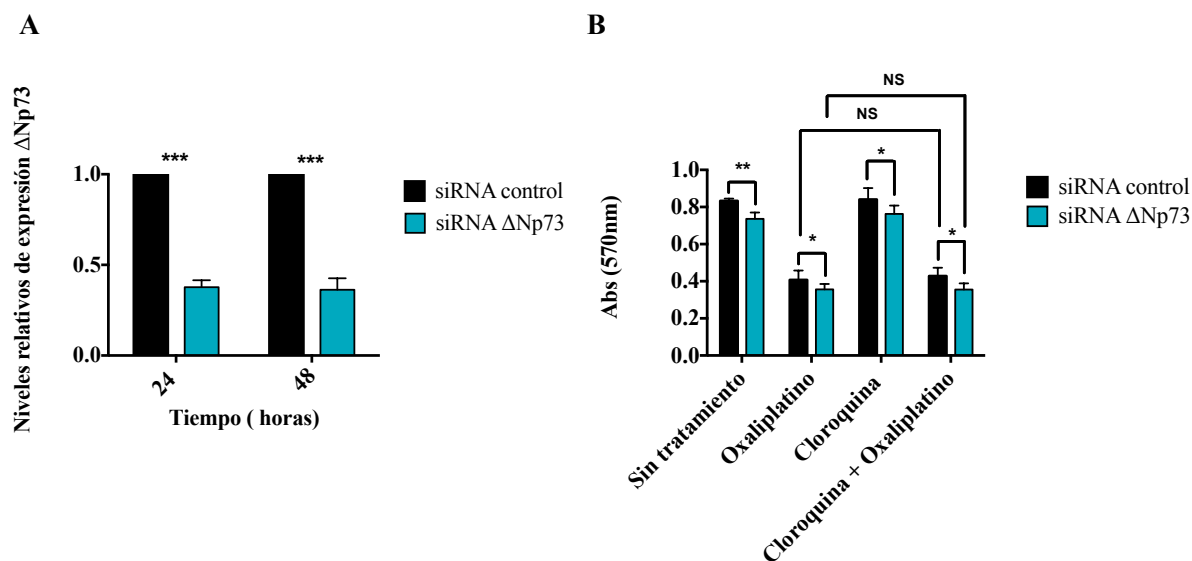 A
Niveles relativos de expresión ΔNp73
1.0
0.5
0.0
***
***
24
48
Tiempo ( horas)
siRNA control
siRNA ΔNp73
B
Abs (570nm)
1.0
0.8
0.6
0.4
0.2
0.0
NS
NS
**
*
*
*
Sin tratamiento
Oxaliplatino
Cloroquina
Cloroquina + Oxaliplatino
siRNA control
siRNA ΔNp73